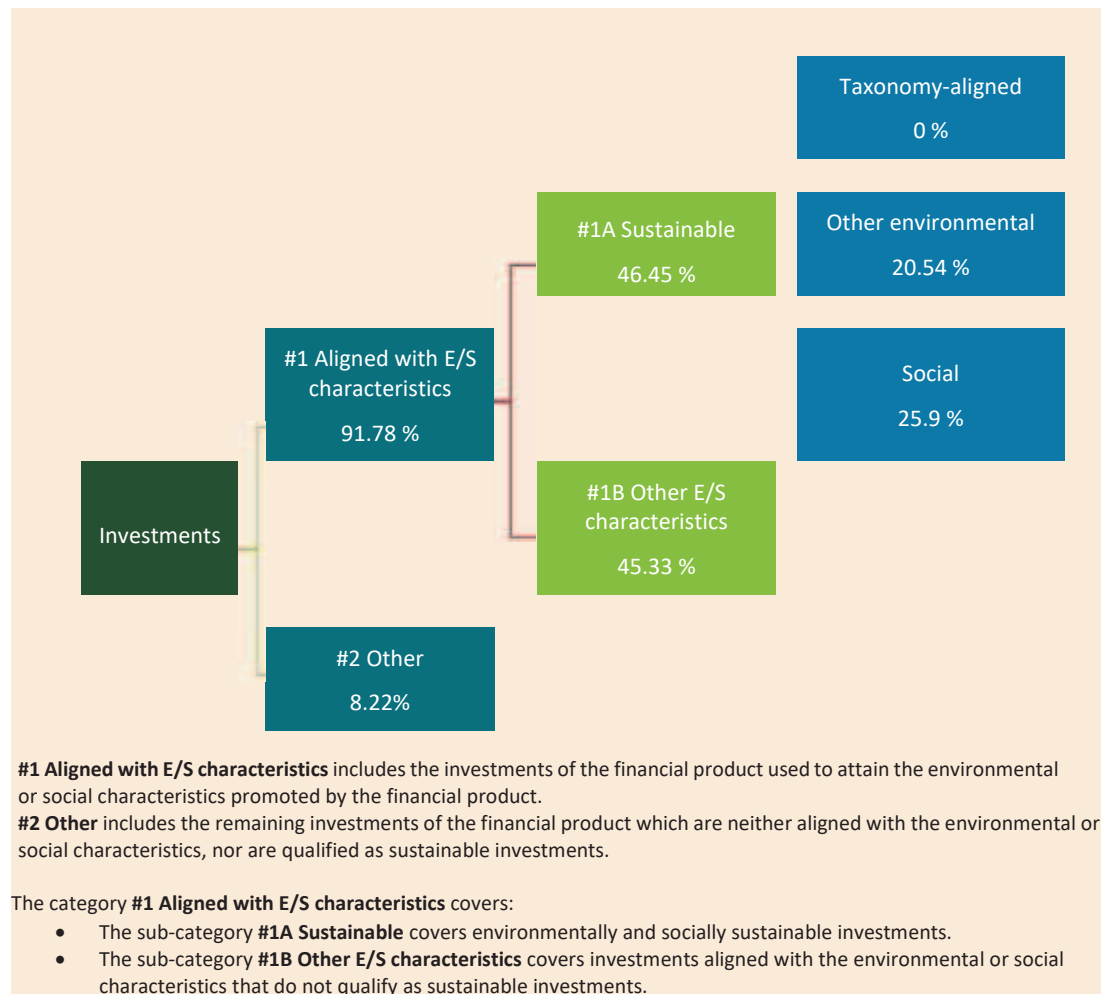 Taxonomy-aligned
0 %
#1A Sustainable
46.45 %
Other environmental
20.54 %
#1 Aligned with E/S
characteristics
91.78 %
Social
25.9 %
Investments
#1B Other E/S
characteristics
45.33 %
#2 Other
8.22%
#1 Aligned with E/S characteristics includes the investments of the financial product used to attain the environmental
or social characteristics promoted by the financial product.
#2 Other includes the remaining investments of the financial product which are neither aligned with the environmental or
social characteristics, nor are qualified as sustainable investments.
The category #1 Aligned with E/S characteristics covers:
• The sub-category #1A Sustainable covers environmentally and socially sustainable investments.
• The sub-category #1B Other E/S characteristics covers investments aligned with the environmental or social
characteristics that do not qualify as sustainable investments.